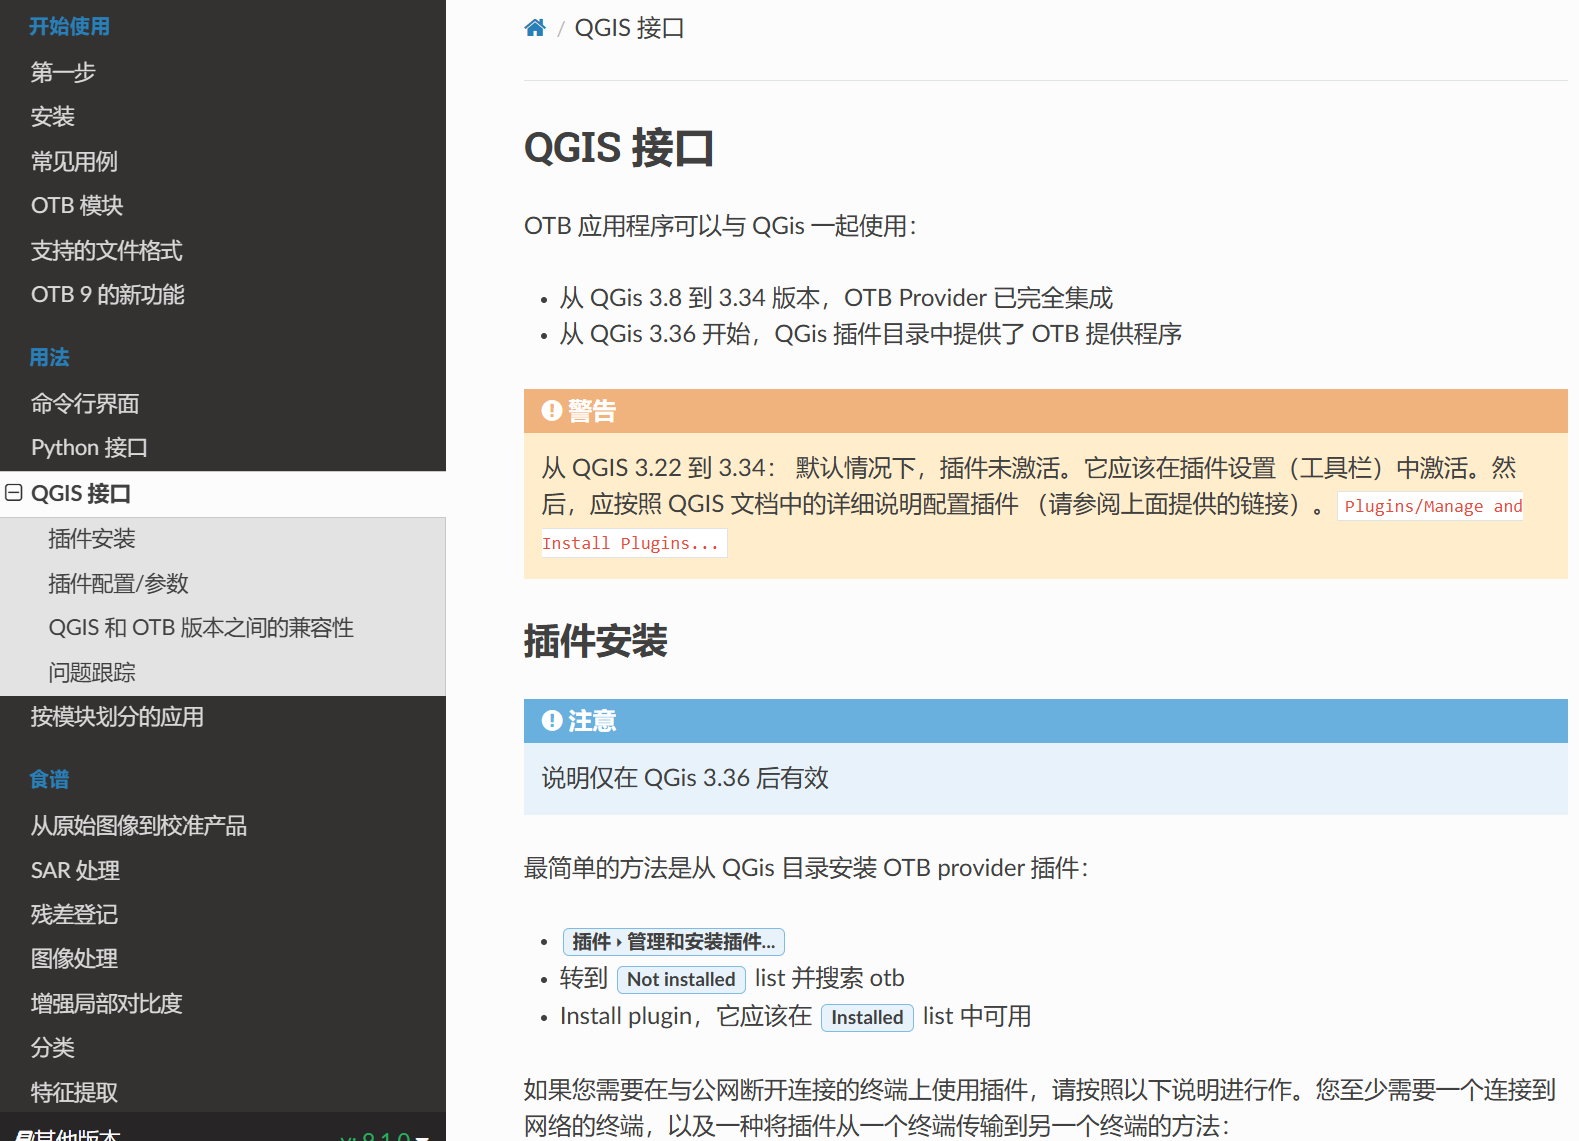 开始使用
第一步
安装
常见用例
OTB 模块
支持的文件格式
OTB 9 的新功能
用法
命令行界面
Python 接口
QGIS 接口
插件安装
插件配置/参数
QGIS 和 OTB 版本之间的兼容性
问题跟踪
按模块划分的应用
食谱
从原始图像到校准产品
SAR 处理
残差登记
图像处理
增强局部对比度
分类
特征提取
其他版本 v: 9.1.0
/ QGIS 接口
QGIS 接口
OTB 应用程序可以与 QGis 一起使用：
• 从 QGis 3.8 到 3.34 版本，OTB Provider 已完全集成
• 从 QGis 3.36 开始，QGis 插件目录中提供了 OTB 提供程序
警告
从 QGIS 3.22 到 3.34： 默认情况下，插件未激活。它应该在插件设置（工具栏）中激活。然
后，应按照 QGIS 文档中的详细说明配置插件 （请参阅上面提供的链接）。 Plugins/Manage and
Install Plugins...
插件安装
注意
说明仅在 QGis 3.36 后有效
最简单的方法是从 QGis 目录安装 OTB provider 插件：
• 插件 › 管理和安装插件...
• 转到 Not installed list 并搜索 otb
• Install plugin，它应该在 Installed list 中可用
如果您需要在与公网断开连接的终端上使用插件，请按照以下说明进行作。您至少需要一个连接到
网络的终端，以及一种将插件从一个终端传输到另一个终端的方法：